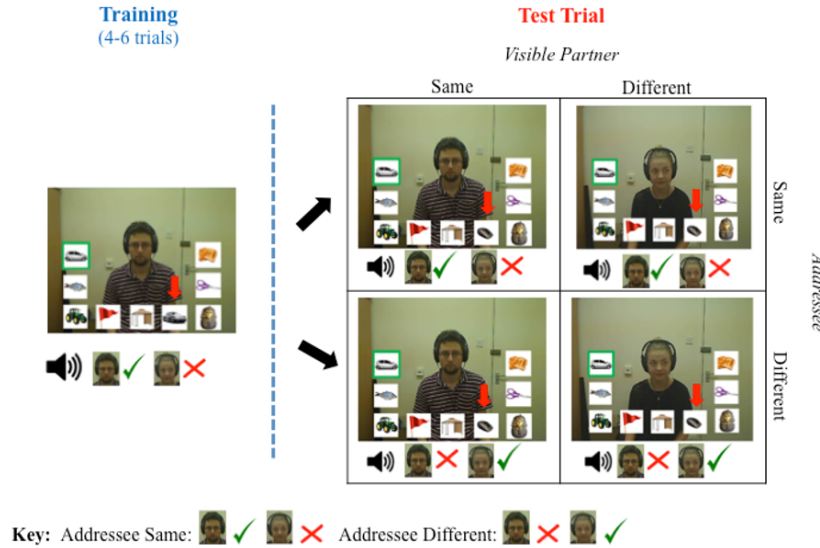 Training
(4-6 trials)
Test Trial
Visible Partner
Same
Different
Same
Different
Addressee
Key: Addressee Same:
Addressee Different: